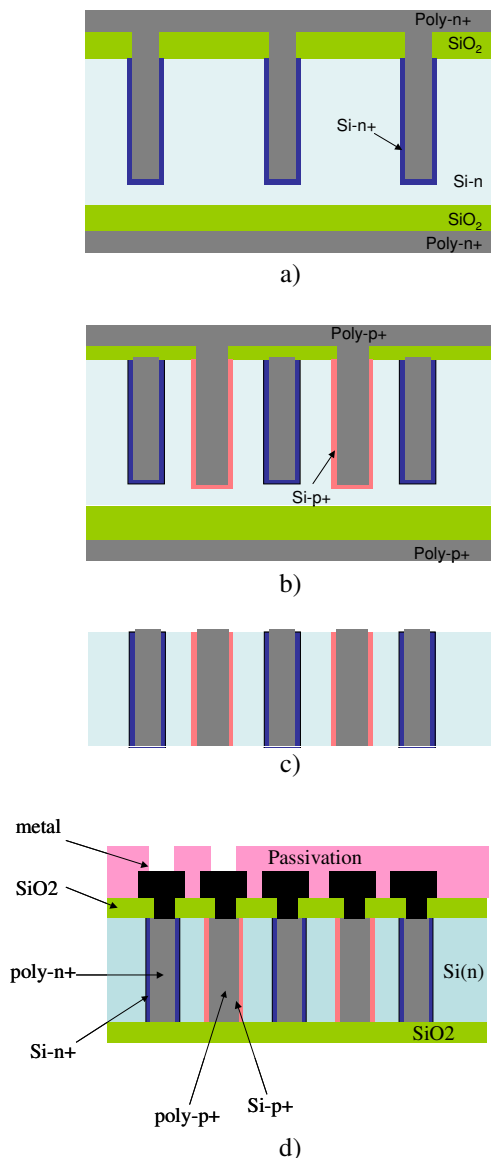 Poly-n+
SiO2
Si-n+
Si-n
SiO2
Poly-n+
a)
Poly-p+
Si-p+
Poly-p+
b)
c)
metal
Passivation
SiO2
poly-n+
Si(n)
Si-n+
SiO2
Si-p+
poly-p+
d)